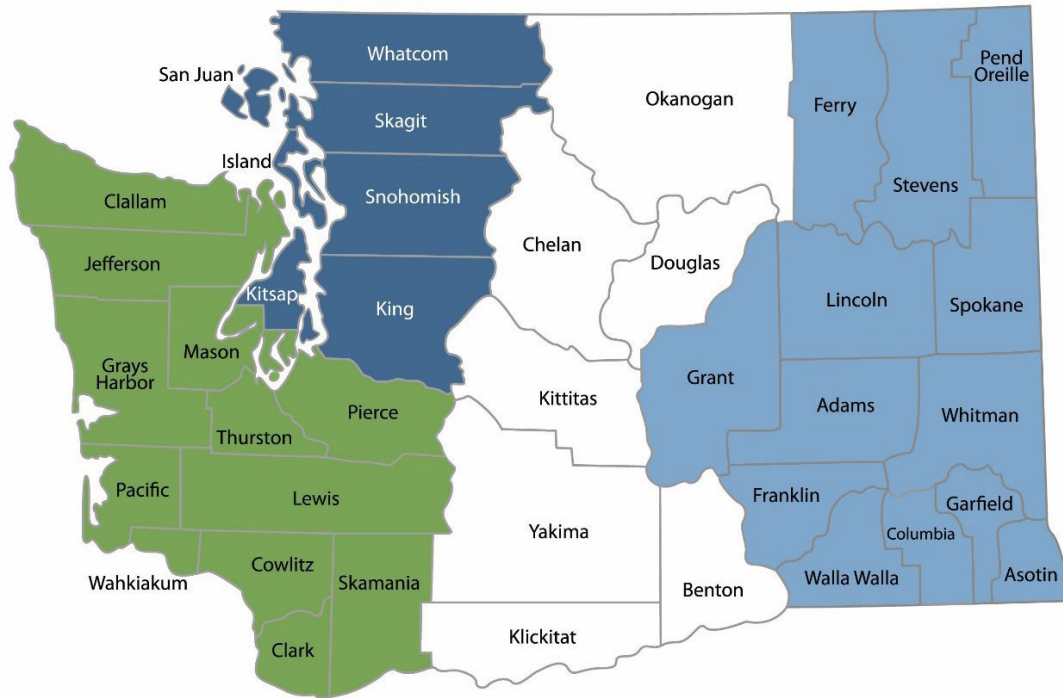 Whatcom
Pend
Oreille
San Juan
Okanogan
Ferry
Skagit
Island
Stevens
Clallam
Snohomish
Chelan
Douglas
Jefferson
Kitsap
Lincoln
Spokane
King
Mason
Grays
Harbor
Grant
Kittitas
Adams
Whitman
Pierce
Thurston
Pacific
Lewis
Franklin
Garfield
Yakima
Columbia
Cowlitz
Wahkiakum
Skamania
Walla Walla
Asotin
Benton
Klickitat
Clark